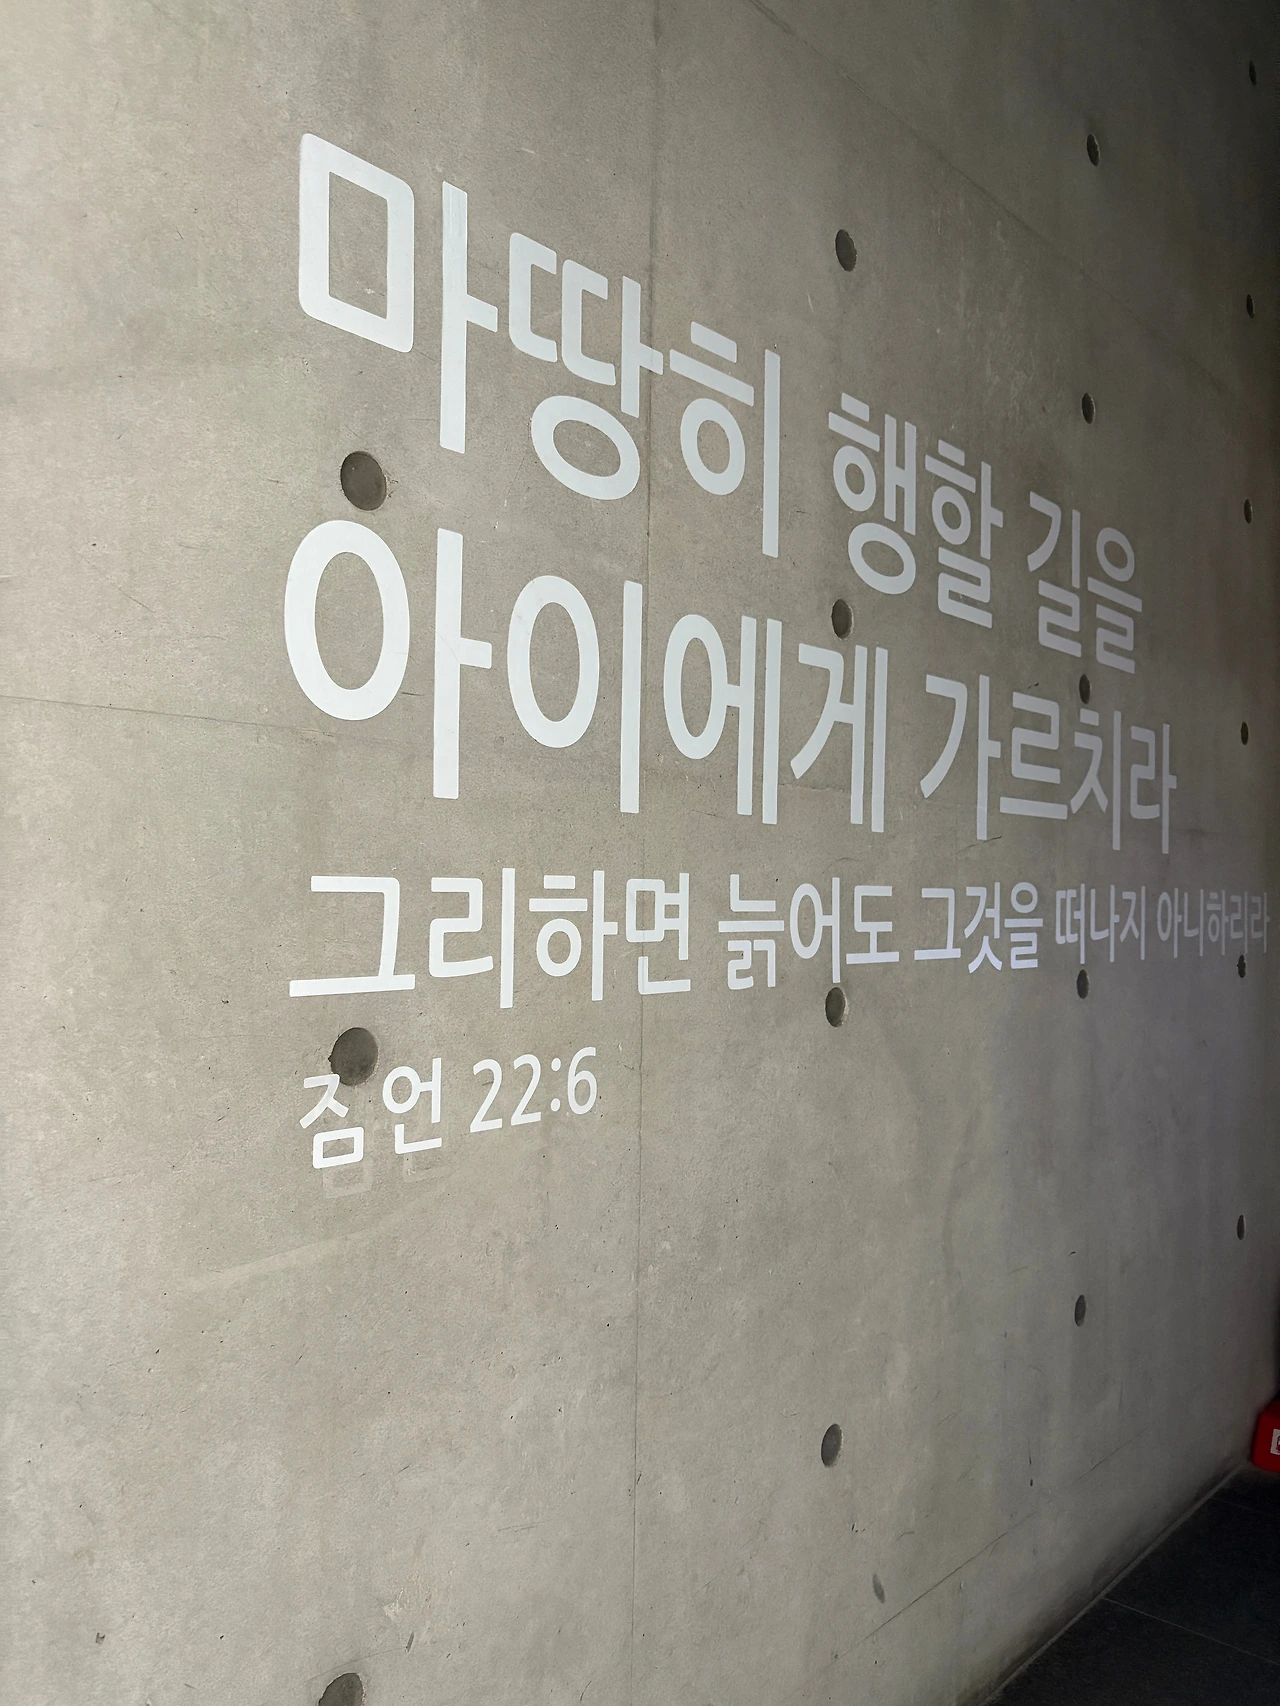 마땅히 행할 길을
아이에게 가르치라
그리하면 늙어도 그것을 떠나지 아니하리라
잠언 22:6